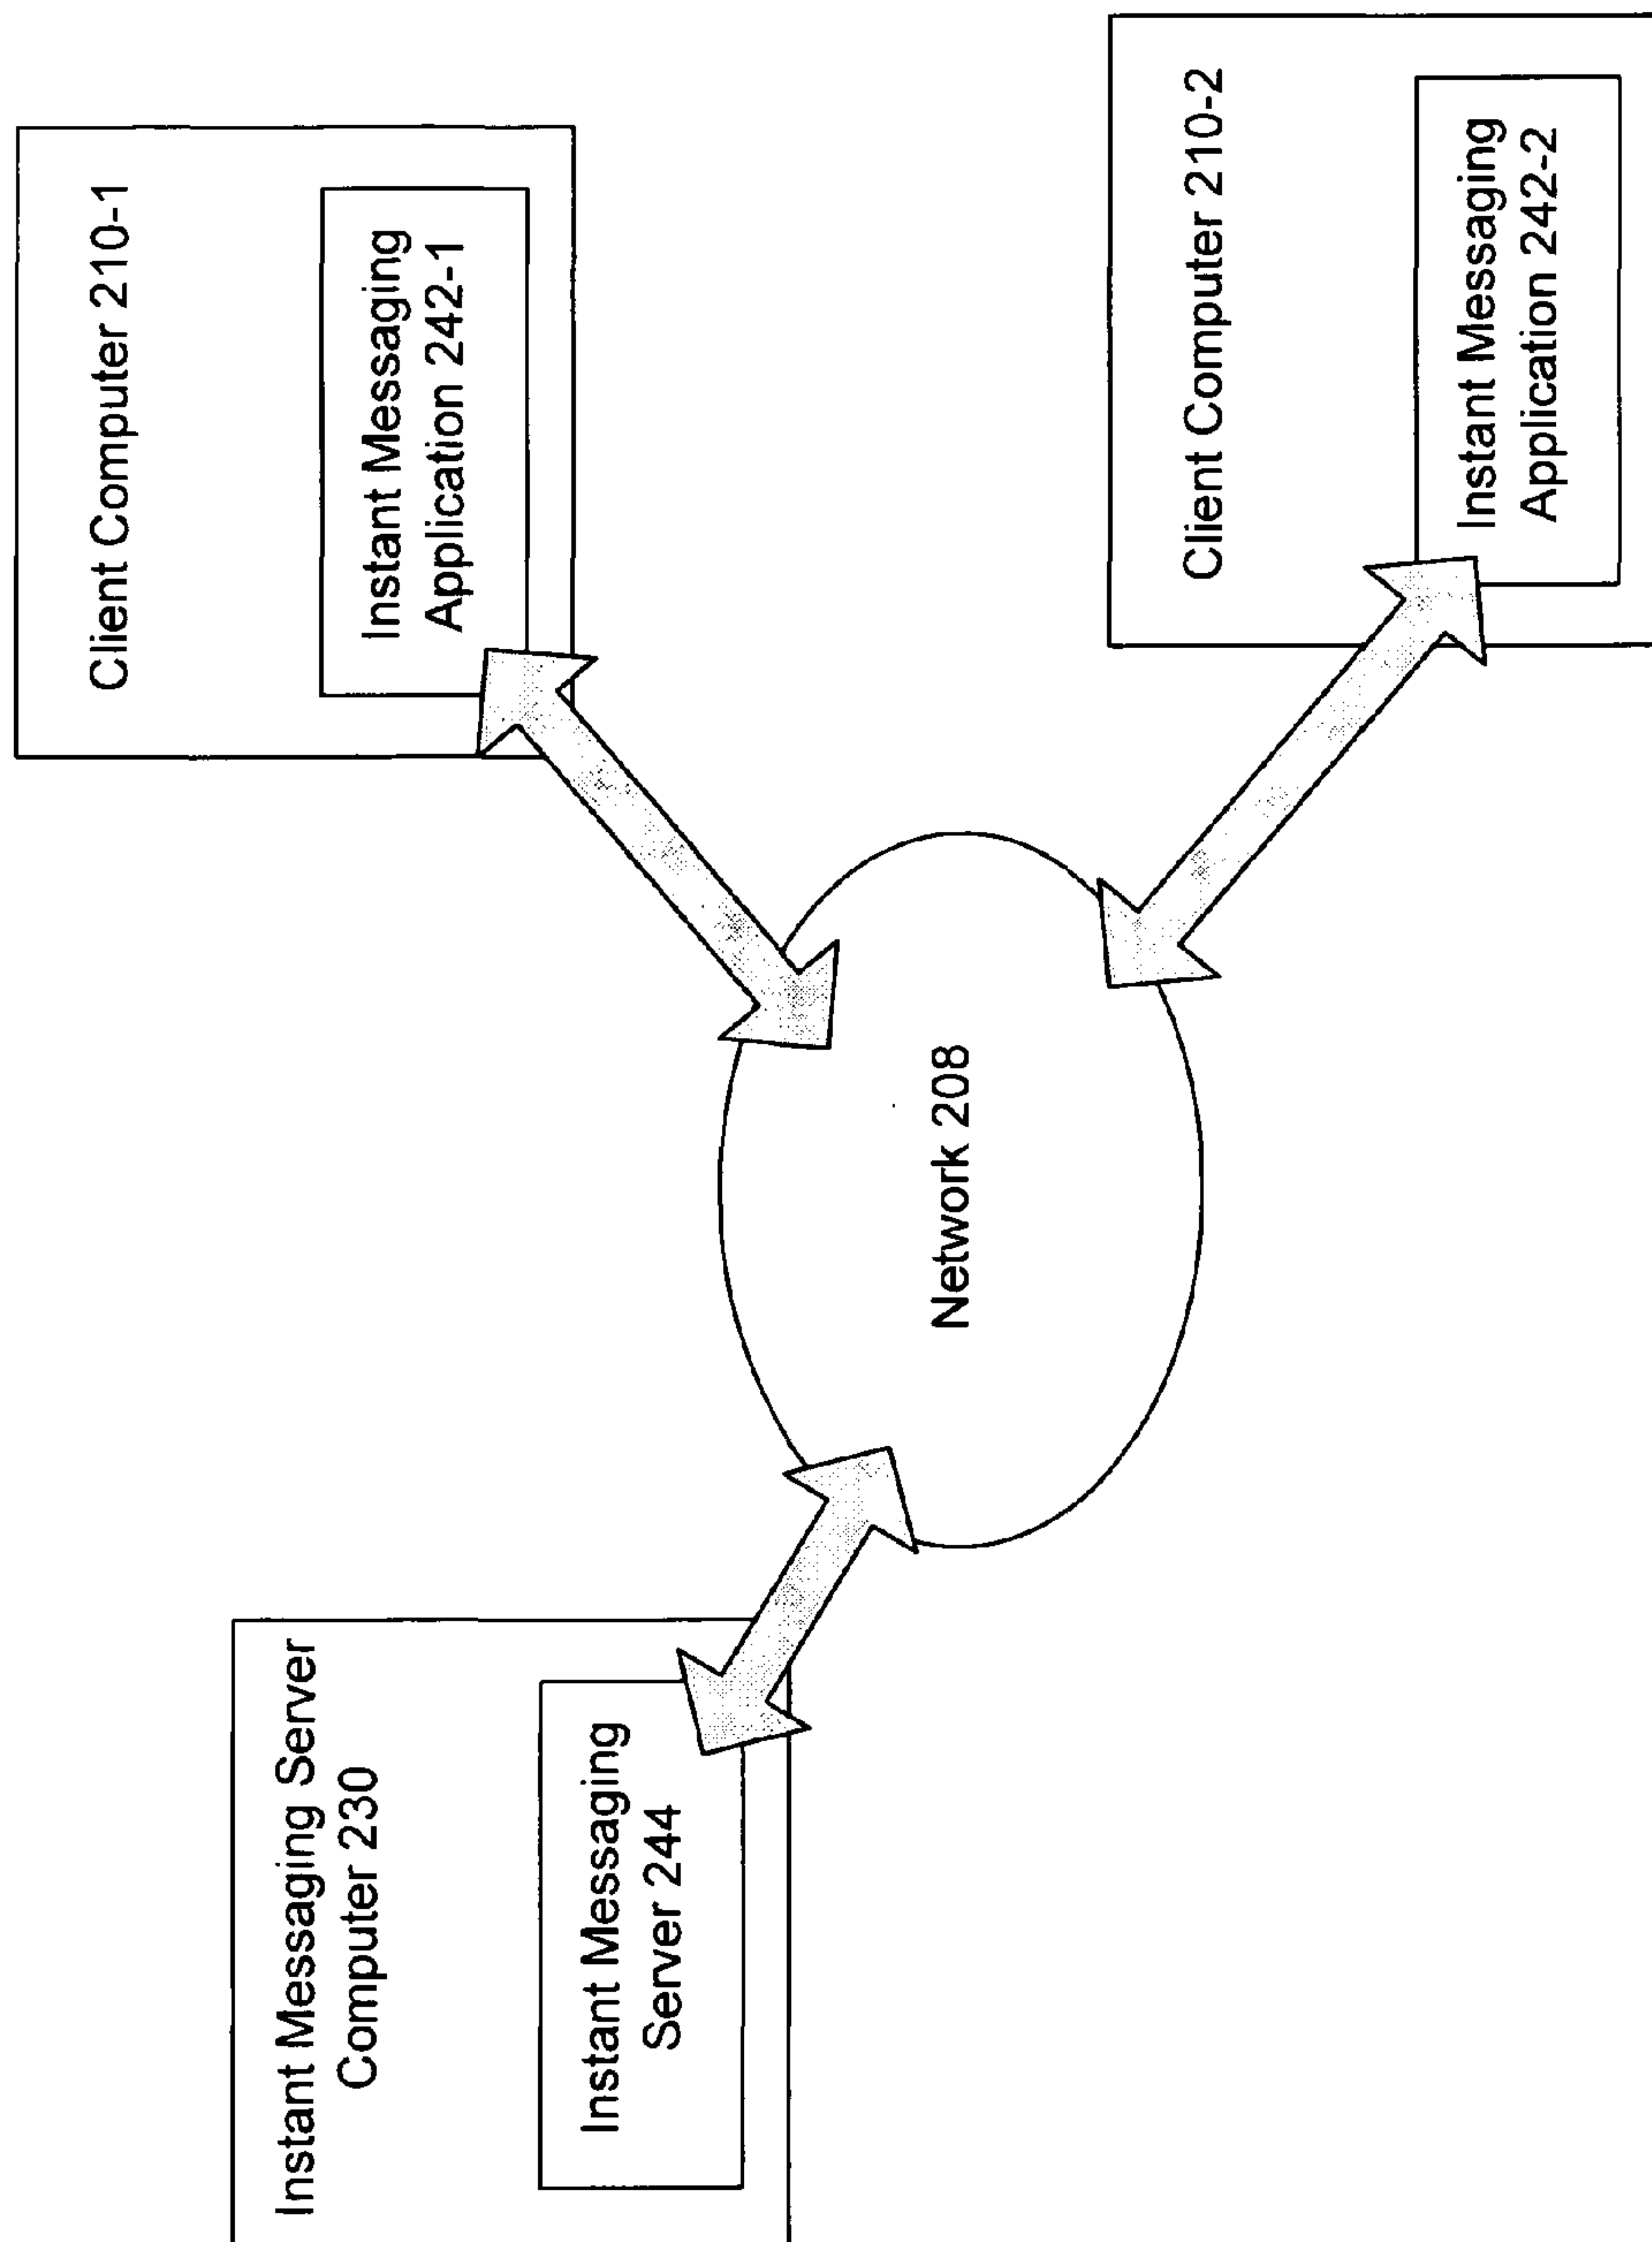 Instant Messaging Server
Computer 230
Instant Messaging
Server 244
Network 208
Client Computer 210-1
Instant Messaging
Application 242-1
Client Computer 210-2
Instant Messaging
Application 242-2